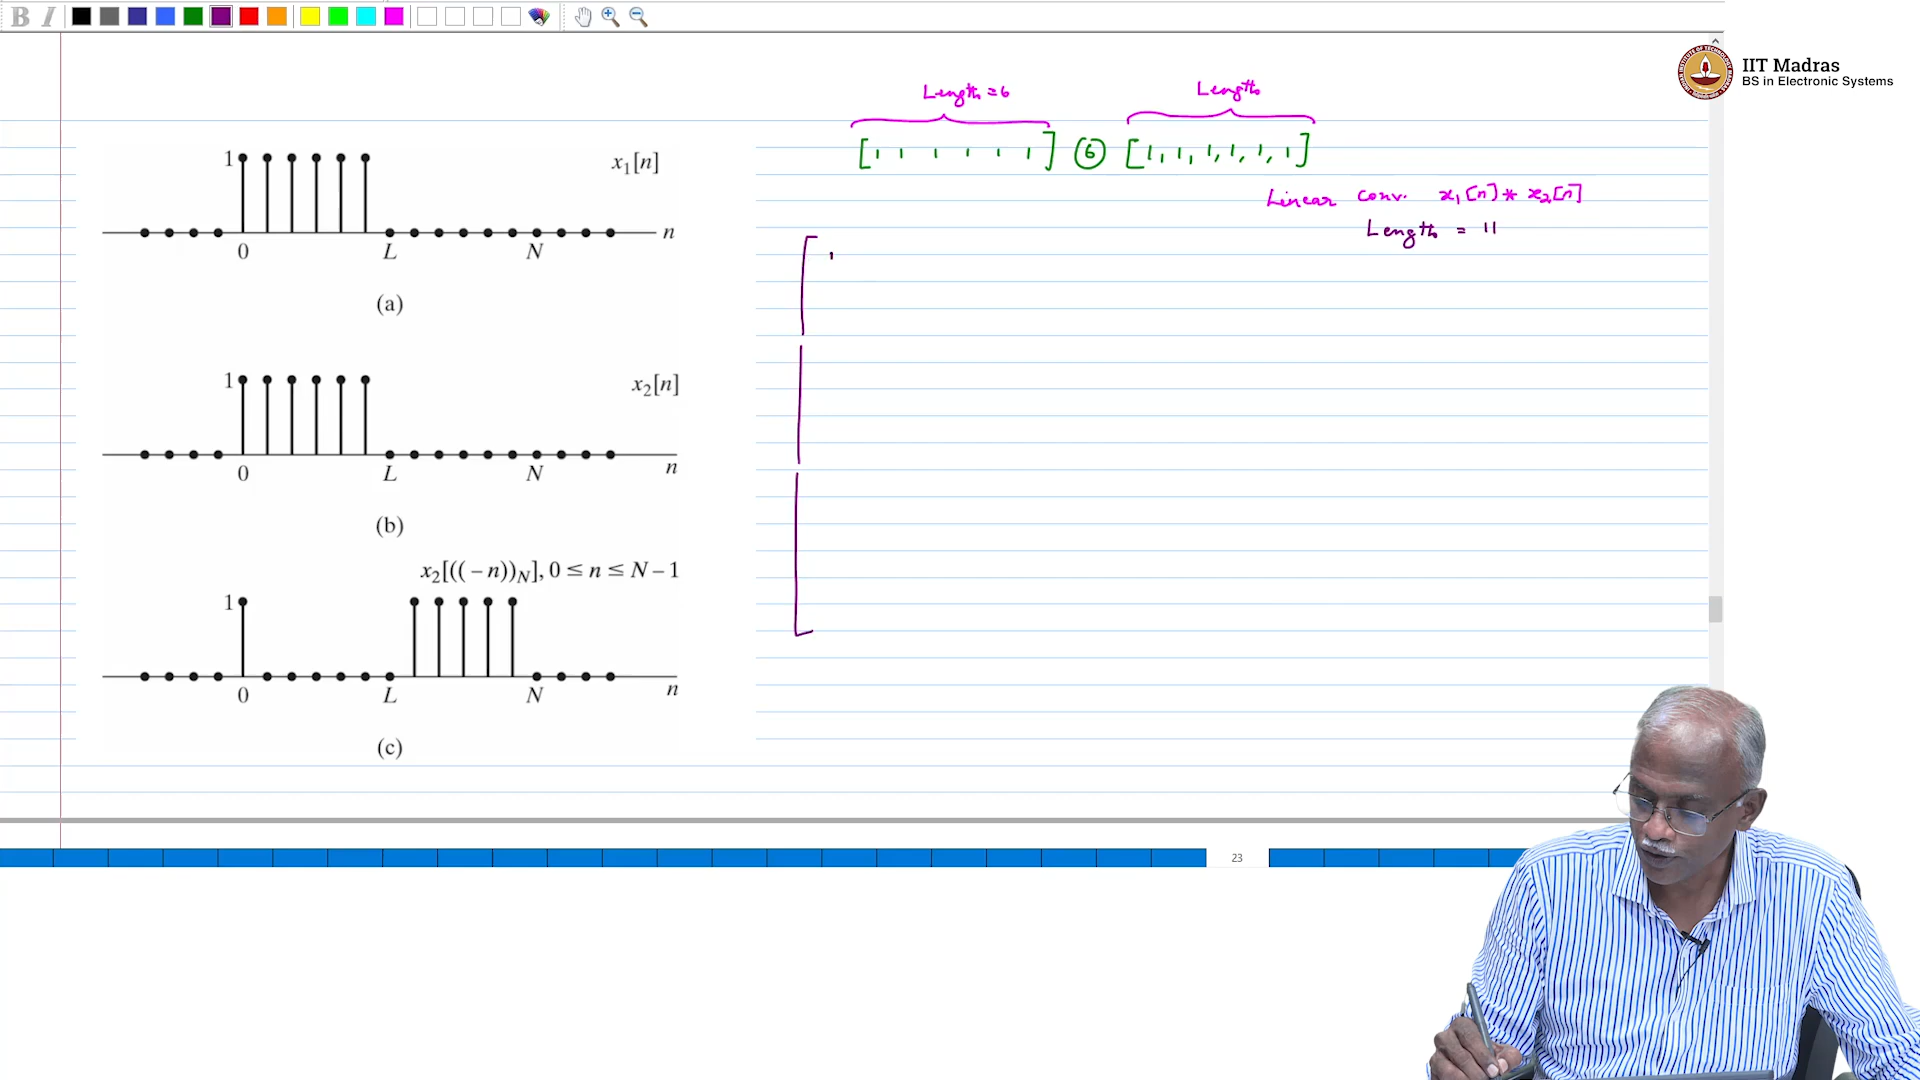 B I
IIT Madras
BS in Electronic Systems
Length = 6
Length
[1 1 1 1 1 1] ⑥ [1, 1, 1, 1, 1, 1]
Linear Conv. x₁[n] * x₂[n]
Length = 11
1
1
x₁[n]
0 L N n
(a)
1
x₂[n]
0 L N n
(b)
x₂[((−n))_N], 0 ≤ n ≤ N − 1
1
0 L N n
(c)
23